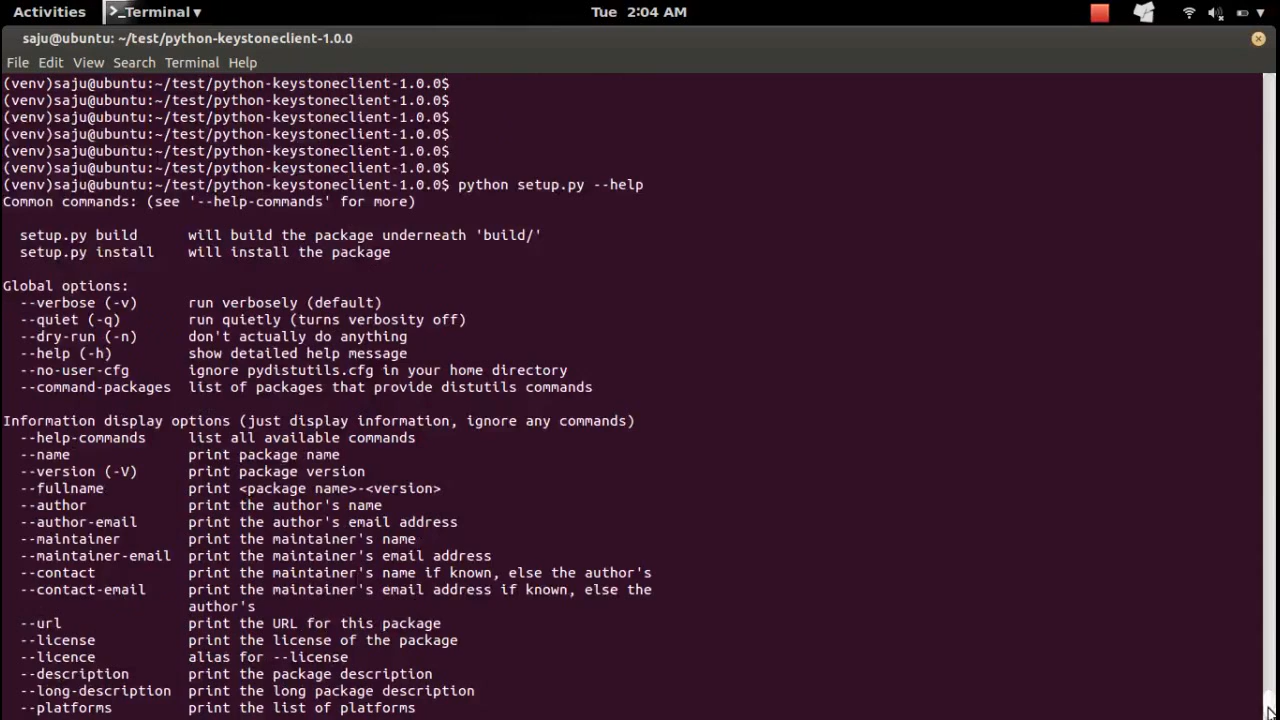 Activities
>_Terminal ▾
Tue 2:04 AM
saju@ubuntu: ~/test/python-keystoneclient-1.0.0
File Edit View Search Terminal Help
(venv)saju@ubuntu:~/test/python-keystoneclient-1.0.0$
(venv)saju@ubuntu:~/test/python-keystoneclient-1.0.0$
(venv)saju@ubuntu:~/test/python-keystoneclient-1.0.0$
(venv)saju@ubuntu:~/test/python-keystoneclient-1.0.0$
(venv)saju@ubuntu:~/test/python-keystoneclient-1.0.0$
(venv)saju@ubuntu:~/test/python-keystoneclient-1.0.0$
(venv)saju@ubuntu:~/test/python-keystoneclient-1.0.0$ python setup.py --help
Common commands: (see '--help-commands' for more)
setup.py build will build the package underneath 'build/'
setup.py install will install the package
Global options:
--verbose (-v) run verbosely (default)
--quiet (-q) run quietly (turns verbosity off)
--dry-run (-n) don't actually do anything
--help (-h) show detailed help message
--no-user-cfg ignore pydistutils.cfg in your home directory
--command-packages list of packages that provide distutils commands
Information display options (just display information, ignore any commands)
--help-commands list all available commands
--name print package name
--version (-V) print package version
--fullname print <package name>-<version>
--author print the author's name
--author-email print the author's email address
--maintainer print the maintainer's name
--maintainer-email print the maintainer's email address
--contact print the maintainer's name if known, else the author's
--contact-email print the maintainer's email address if known, else the
author's
--url print the URL for this package
--license print the license of the package
--licence alias for --license
--description print the package description
--long-description print the long package description
--platforms print the list of platforms